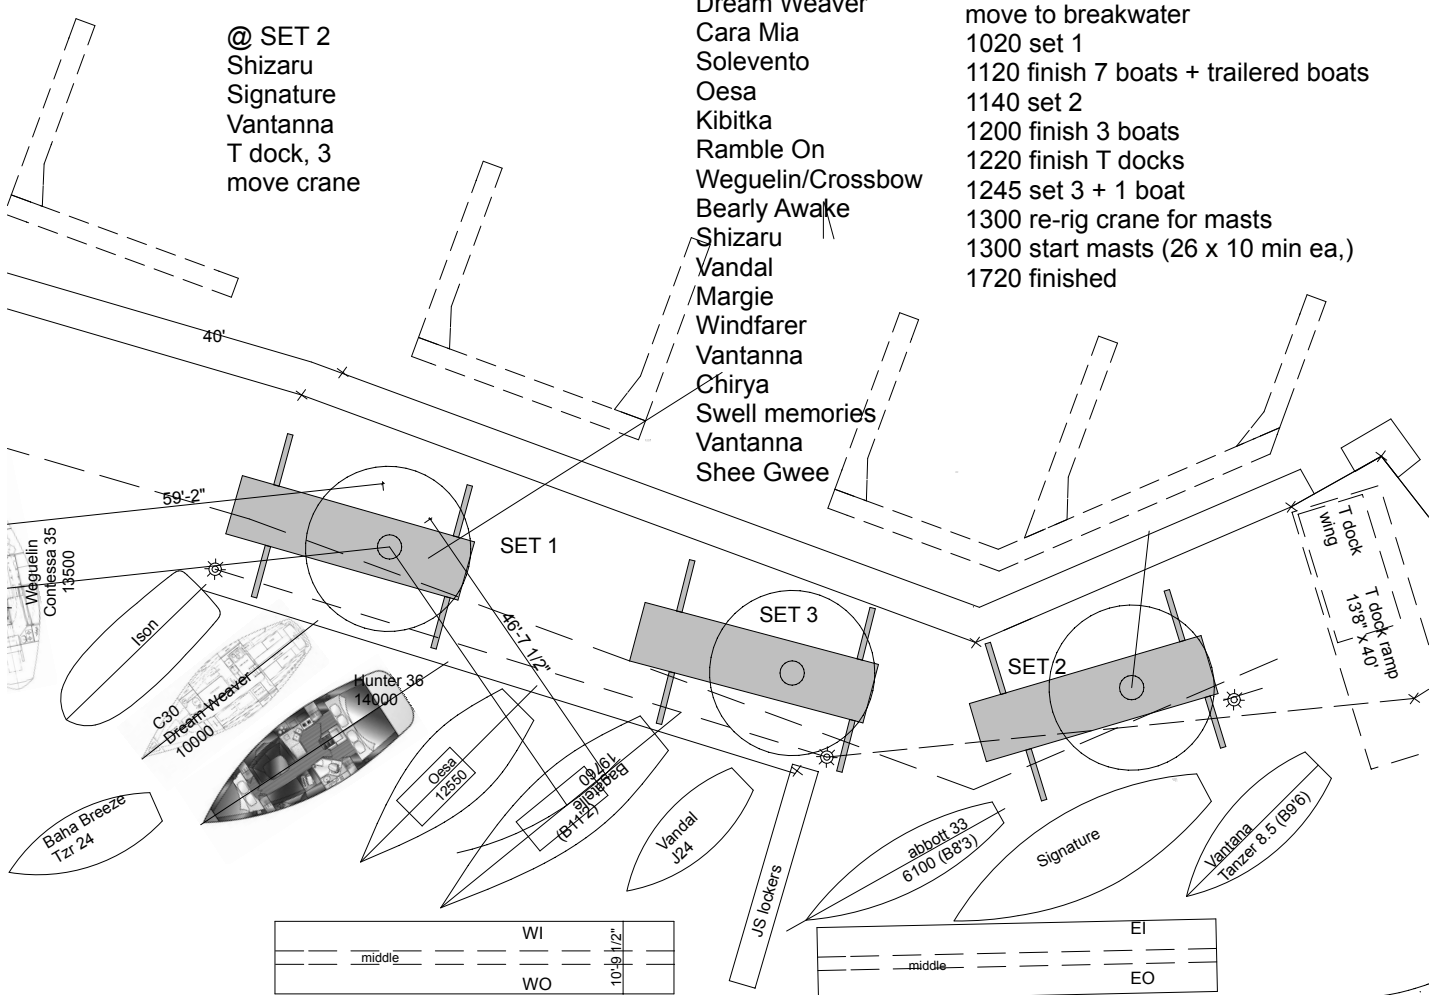 @ SET 2
Shizaru
Signature
Vantanna
T dock, 3
move crane
Dream Weaver
Cara Mia
Solevento
Oesa
Kibitka
Ramble On
Weguelin/Crossbow
Bearly Awake
Shizaru
Vandal
Margie
Windfarer
Vantanna
Chirya
Swell memories
Vantanna
Shee Gwee
move to breakwater
1020 set 1
1120 finish 7 boats + trailered boats
1140 set 2
1200 finish 3 boats
1220 finish T docks
1245 set 3 + 1 boat
1300 re-rig crane for masts
1300 start masts (26 x 10 min ea,)
1720 finished
40'
59'-2"
SET 1
46'-7 1/2"
SET 3
SET 2
T dock
wing
T dock ramp
13'8" x 40'
Weguelin
Contessa 35
13500
Ison
C30
Dream Weaver
10000
Hunter 36
14000
Oesa
12550
Bagatelle
19760
(B11'2)
Vandal
J24
Baha Breeze
Tzr 24
abbott 33
6100 (B8'3)
Signature
Vantana
Tanzer 8.5 (B9'6)
JS lockers
WI
middle
WO
10'-9 1/2"
EI
middle
EO